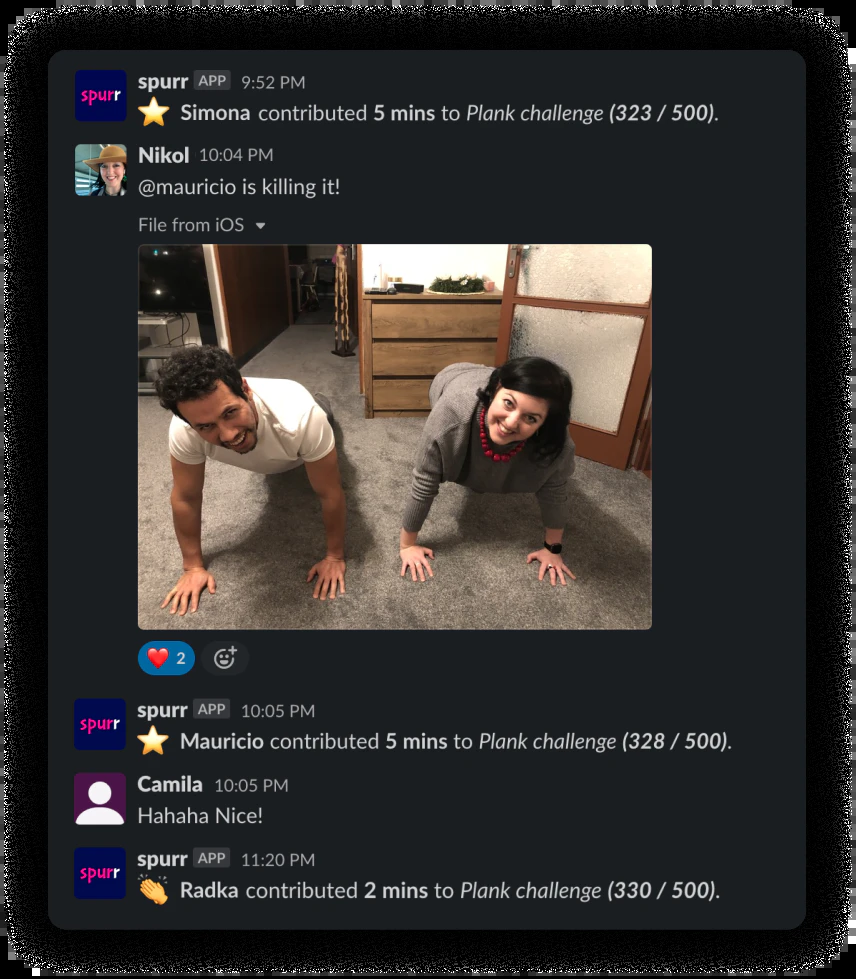 spurr
spurr APP 9:52 PM
Simona contributed 5 mins to Plank challenge (323 / 500).
Nikol 10:04 PM
@mauricio is killing it!
File from iOS
2
spurr
spurr APP 10:05 PM
Mauricio contributed 5 mins to Plank challenge (328 / 500).
Camila 10:05 PM
Hahaha Nice!
spurr
spurr APP 11:20 PM
Radka contributed 2 mins to Plank challenge (330 / 500).